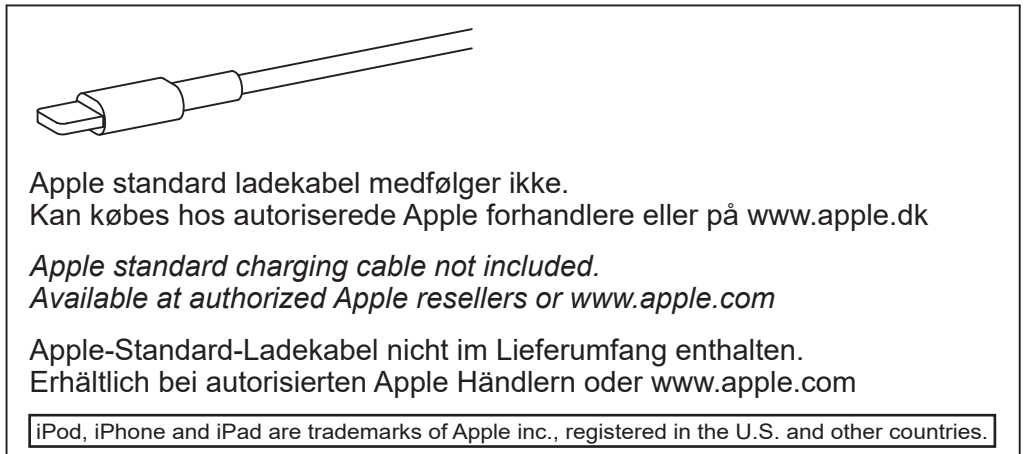 Apple standard ladekabel medfølger ikke.
Kan købes hos autoriserede Apple forhandlere eller på www.apple.dk
Apple standard charging cable not included.
Available at authorized Apple resellers or www.apple.com
Apple-Standard-Ladekabel nicht im Lieferumfang enthalten.
Erhältlich bei autorisierten Apple Händlern oder www.apple.com
iPod, iPhone and iPad are trademarks of Apple inc., registered in the U.S. and other countries.